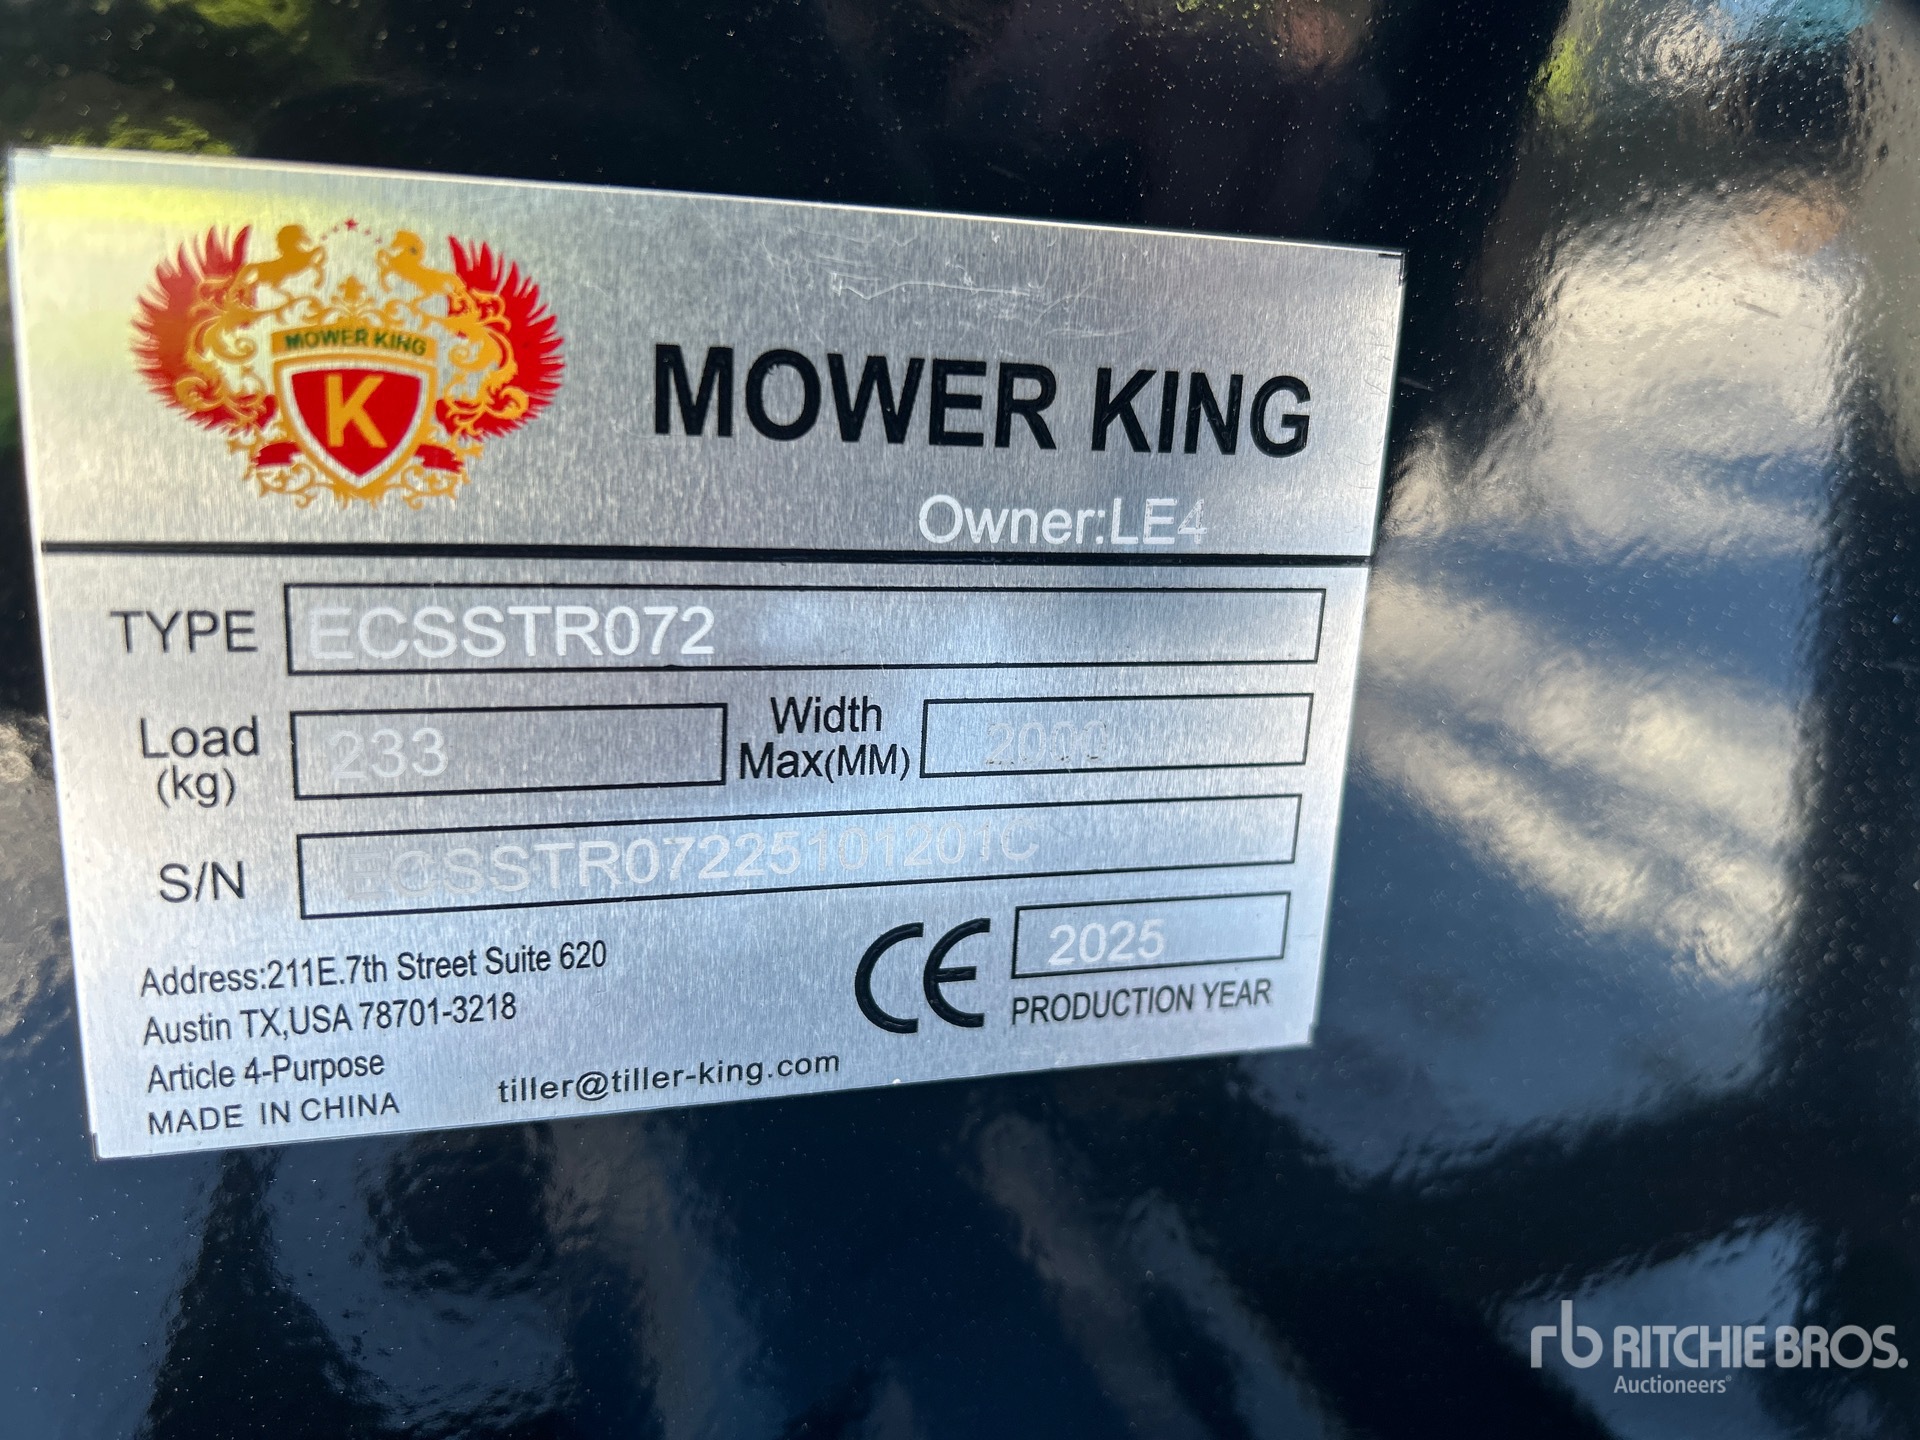 MOWER KING
K
MOWER KING
Owner:LE4
TYPE ECSSTR072
Load (kg) 233
Width Max(MM)
S/N ECSSTR07225101201C
Address:211E.7th Street Suite 620
Austin TX,USA 78701-3218
Article 4-Purpose
MADE IN CHINA
tiller@tiller-king.com
CE
2025
PRODUCTION YEAR
rb RITCHIE BROS.
Auctioneers